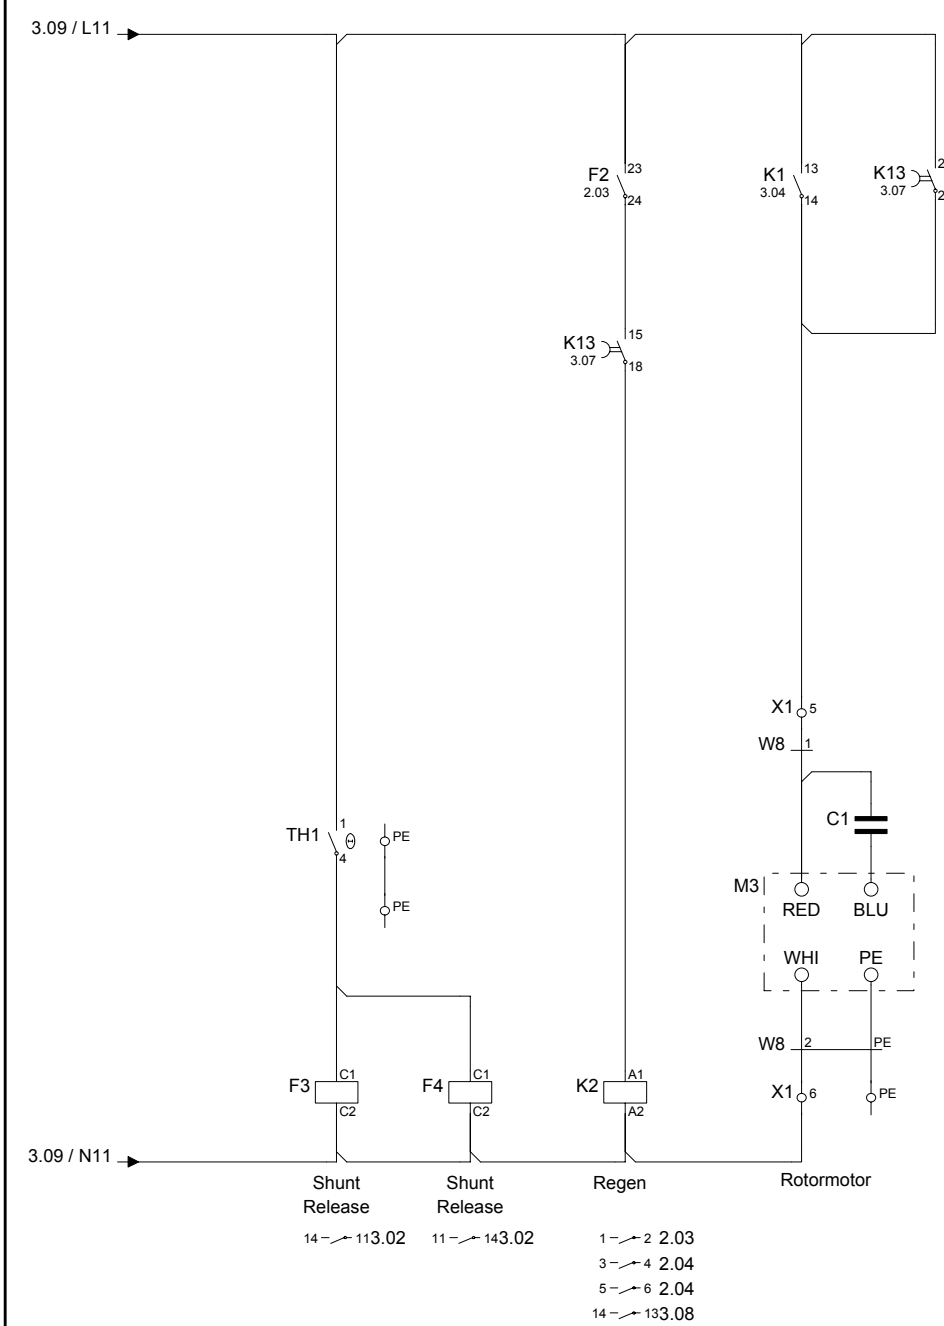 3.09 / L11
F2
2.03
23
24
K1
3.04
13
14
K13
3.07
2
2
K13
3.07
15
18
X1
5
W8
1
TH1
1
4
PE
PE
C1
M3
RED
BLU
WHI
PE
W8
2
PE
X1
6
PE
F3
C1
C2
F4
C1
C2
K2
A1
A2
3.09 / N11
Shunt
Release
Shunt
Release
Regen
Rotormotor
14 11 3.02
11 14 3.02
1 2 2.03
3 4 2.04
5 6 2.04
14 13 3.08